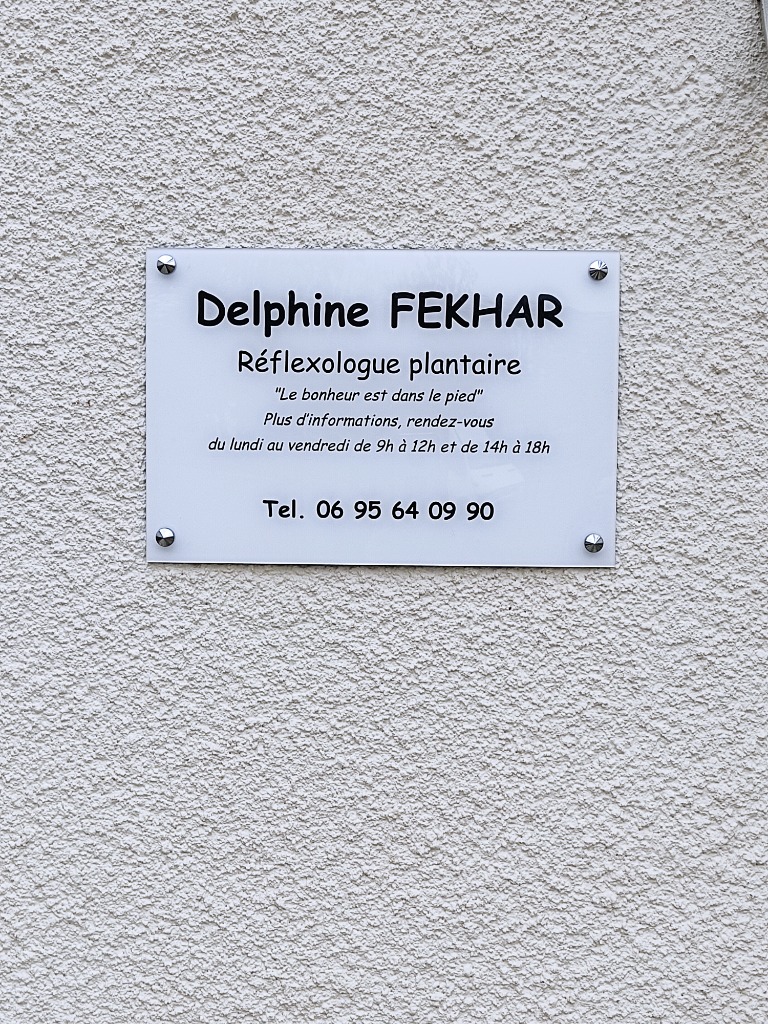 Delphine FEKHAR
Réflexologue plantaire
"Le bonheur est dans le pied"
Plus d'informations, rendez-vous
du lundi au vendredi de 9h à 12h et de 14h à 18h
Tel. 06 95 64 09 90